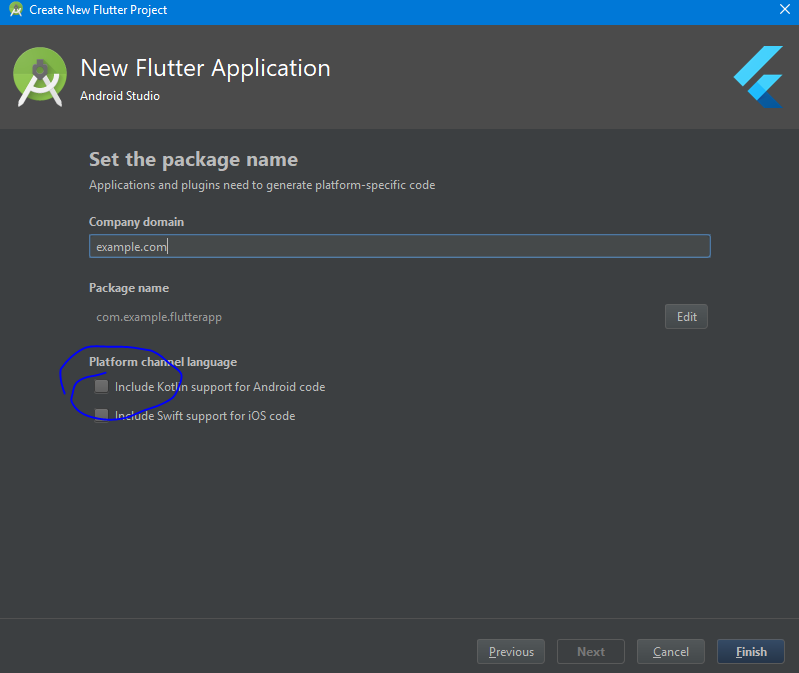 Create New Flutter Project
New Flutter Application
Android Studio
Set the package name
Applications and plugins need to generate platform-specific code
Company domain
example.com
Package name
com.example.flutterapp
Edit
Platform channel language
Include Kotlin support for Android code
Include Swift support for iOS code
Previous
Next
Cancel
Finish